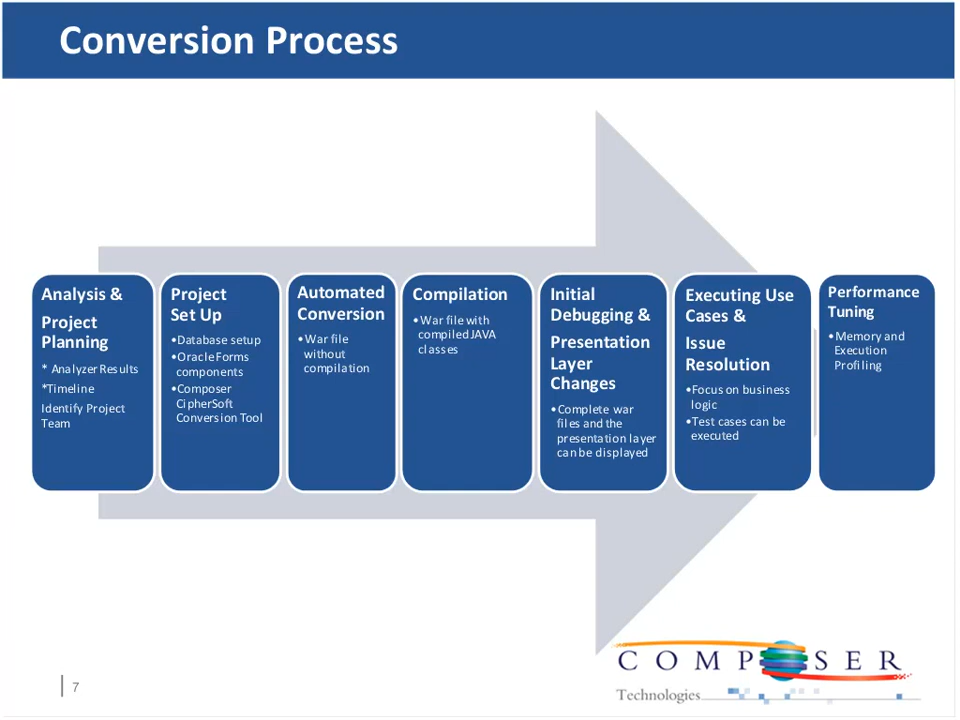 Conversion Process
Analysis &
Project
Planning
* Analyzer Results
*Timeline
Identify Project
Team
Project
Set Up
•Database setup
•Oracle Forms
components
•Composer
CipherSoft
Conversion Tool
Automated
Conversion
•War file
without
compilation
Compilation
•War file with
compiled JAVA
classes
Initial
Debugging &
Presentation
Layer
Changes
•Complete war
files and the
presentation layer
can be displayed
Executing Use
Cases &
Issue
Resolution
•Focus on business
logic
•Test cases can be
executed
Performance
Tuning
•Memory and
Execution
Profiling
COMPOSER
Technologies
7